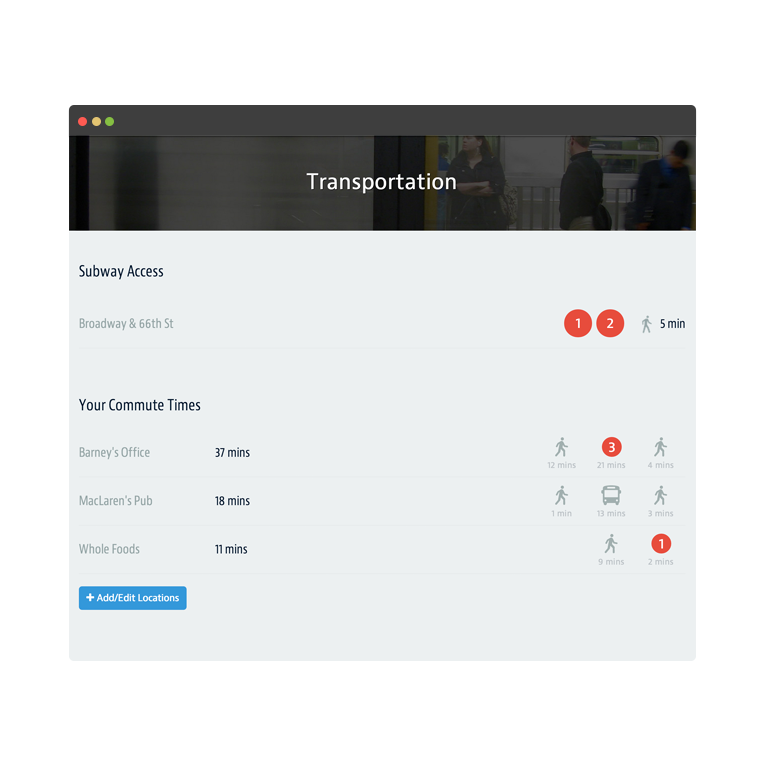 Transportation
Subway Access
Broadway & 66th St 1 2 5 min
Your Commute Times
Barney's Office 37 mins 3
12 mins 21 mins 4 mins
MacLaren's Pub 18 mins
1 min 13 mins 3 mins
Whole Foods 11 mins 1
9 mins 2 mins
+ Add/Edit Locations